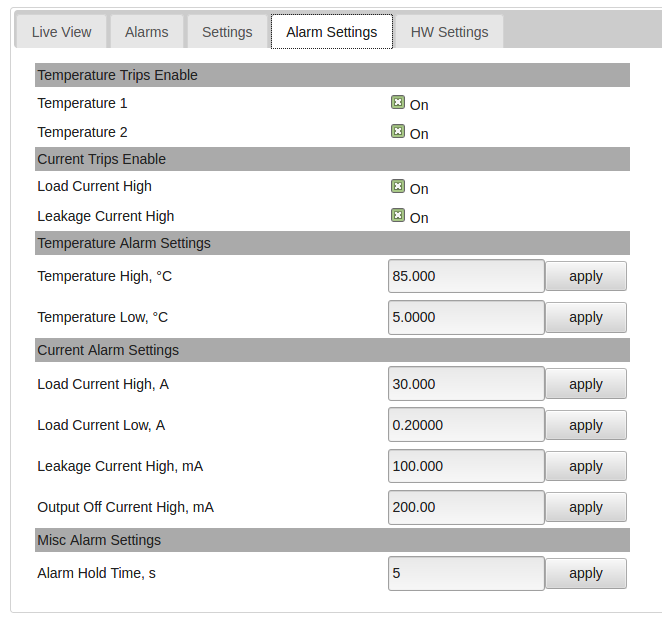 Live View Alarms Settings Alarm Settings HW Settings
Temperature Trips Enable
Temperature 1 On
Temperature 2 On
Current Trips Enable
Load Current High On
Leakage Current High On
Temperature Alarm Settings
Temperature High, °C 85.000 apply
Temperature Low, °C 5.0000 apply
Current Alarm Settings
Load Current High, A 30.000 apply
Load Current Low, A 0.20000 apply
Leakage Current High, mA 100.000 apply
Output Off Current High, mA 200.00 apply
Misc Alarm Settings
Alarm Hold Time, s 5 apply